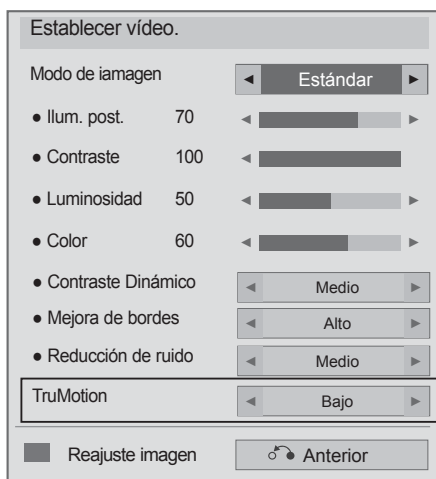 Establecer vídeo.
Modo de iamagen ◄ Estándar ►
● Ilum. post. 70 ◄ ►
● Contraste 100 ◄
● Luminosidad 50 ◄ ►
● Color 60 ◄ ►
● Contraste Dinámico ◄ Medio ►
● Mejora de bordes ◄ Alto ►
● Reducción de ruido ◄ Medio ►
TruMotion ◄ Bajo ►
Reajuste imagen Anterior